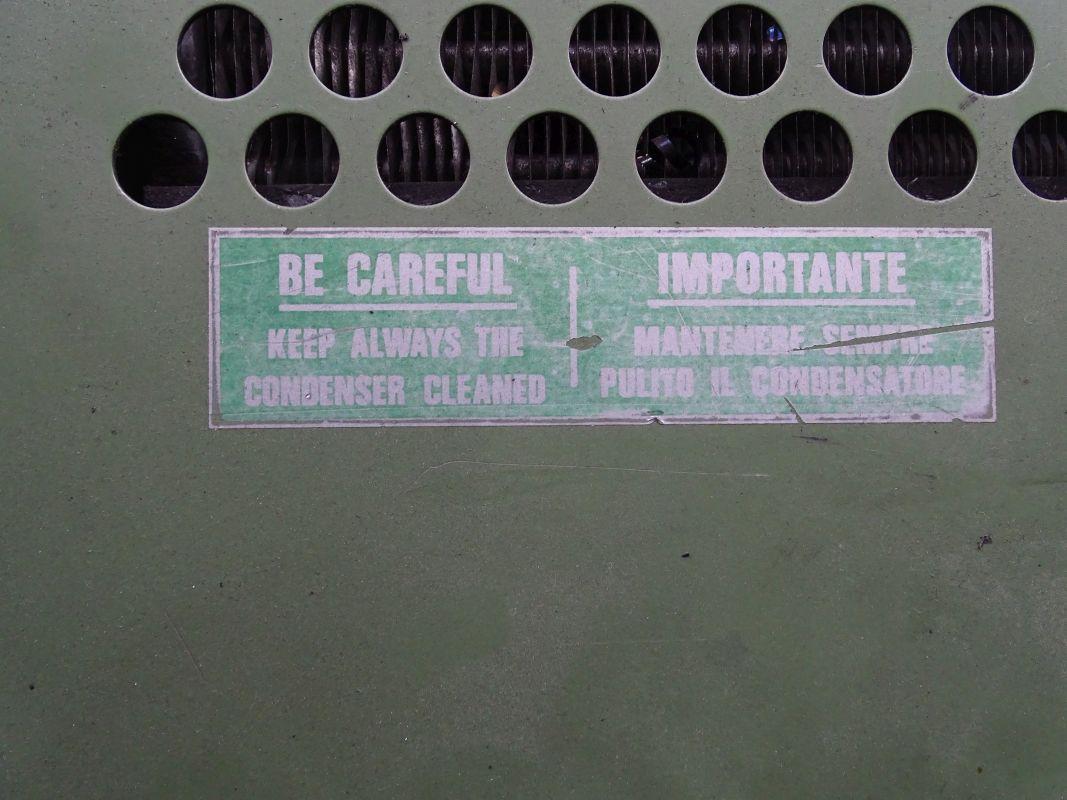 BE CAREFUL
KEEP ALWAYS THE
CONDENSER CLEANED
IMPORTANTE
MANTENERE SEMPRE
PULITO IL CONDENSATORE